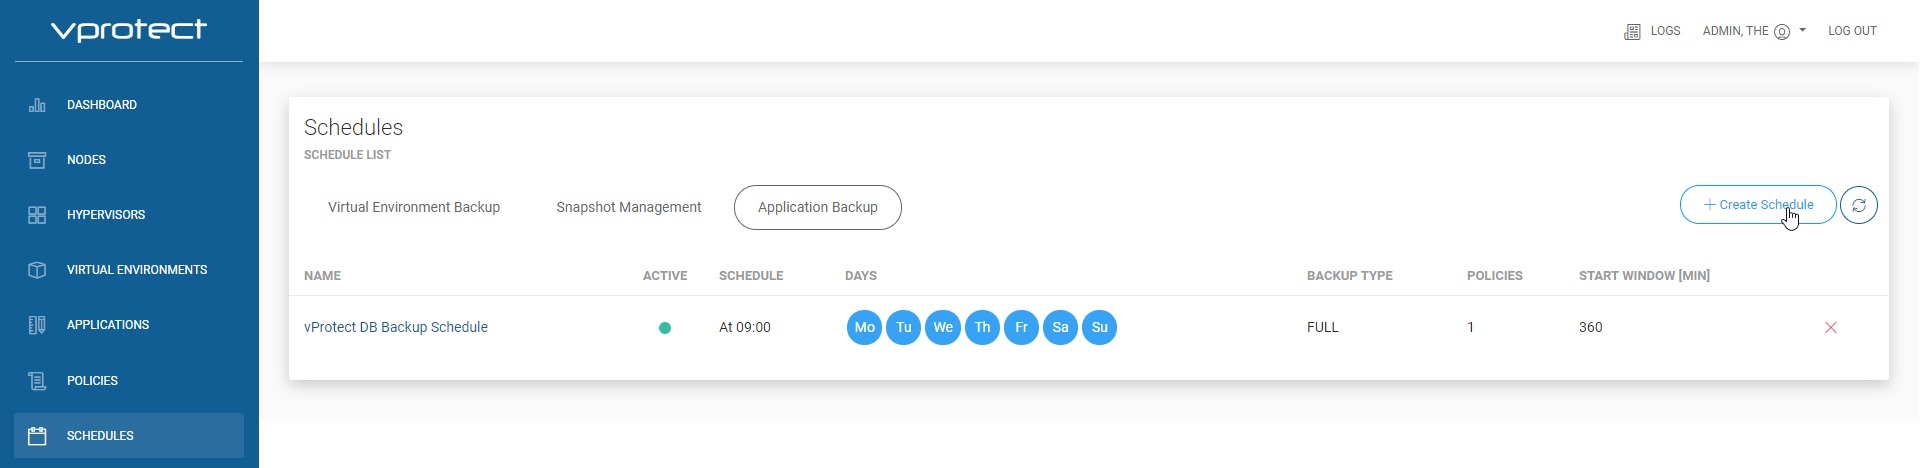 vprotect
LOGS ADMIN, THE LOG OUT
DASHBOARD
NODES
HYPERVISORS
VIRTUAL ENVIRONMENTS
APPLICATIONS
POLICIES
SCHEDULES
Schedules
SCHEDULE LIST
Virtual Environment Backup Snapshot Management Application Backup + Create Schedule
NAME ACTIVE SCHEDULE DAYS BACKUP TYPE POLICIES START WINDOW [MIN]
vProtect DB Backup Schedule At 09:00 Mo Tu We Th Fr Sa Su FULL 1 360